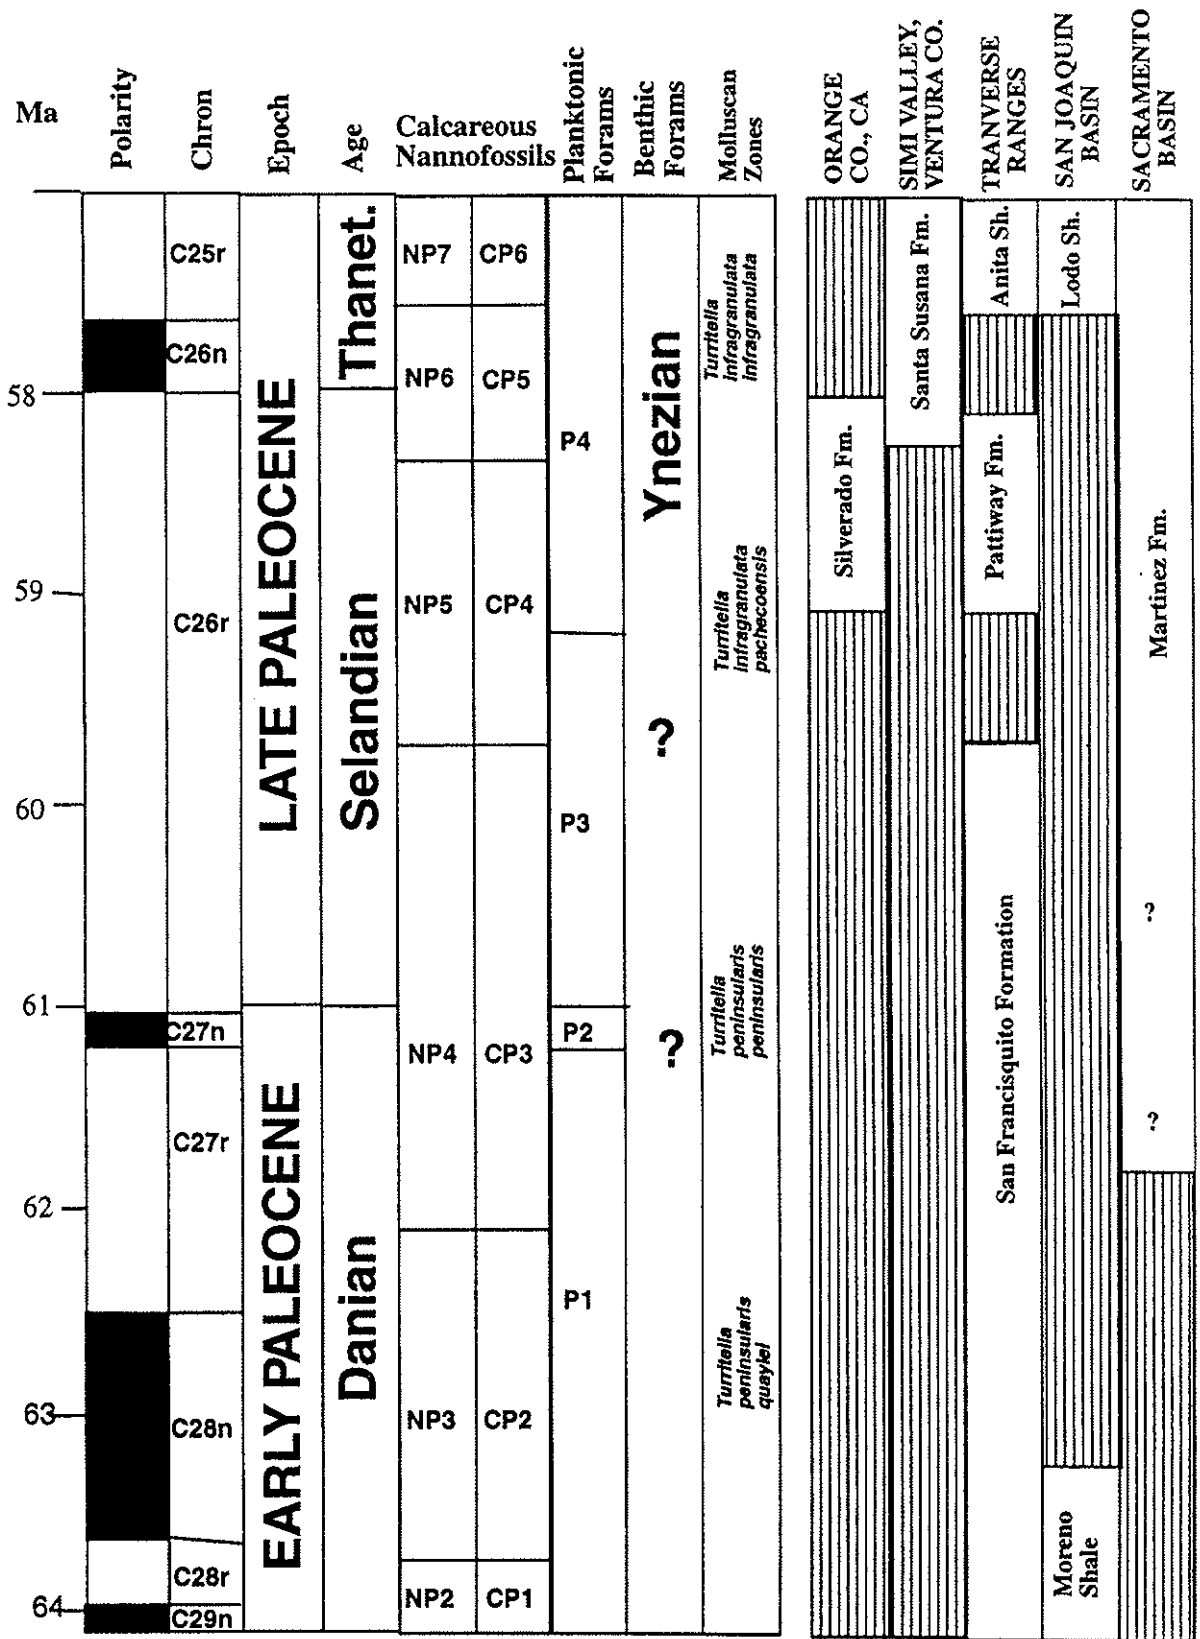 Ma
Polarity
Chron
Epoch
Age
Calcareous
Nannofossils
Planktonic
Forams
Benthic
Forams
Molluscan
Zones
ORANGE
CO., CA
SIMI VALLEY,
VENTURA CO.
TRANVERSE
RANGES
SAN JOAQUIN
BASIN
SACRAMENTO
BASIN
58
59
60
61
62
63
64
C25r
C26n
C26r
C27n
C27r
C28n
C28r
C29n
LATE PALEOCENE
EARLY PALEOCENE
Thanet.
Selandian
Danian
NP7
NP6
NP5
NP4
NP3
NP2
CP6
CP5
CP4
CP3
CP2
CP1
P4
P3
P2
P1
Ynezian
?
?
Turritella
infragranulata
infragranulata
Turritella
infragranulata
pachecoensis
Turritella
peninsularis
peninsularis
Turritella
peninsularis
quaylei
Silverado Fm.
Santa Susana Fm.
Anita Sh.
Pattiway Fm.
San Francisquito Formation
Lodo Sh.
Moreno
Shale
Martinez Fm.
?
?